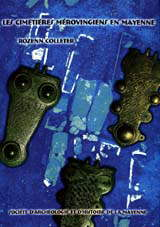 LES CIMETIÈRES MÉROVINGIENS EN MAYENNE
ROZENN COLLETER
SOCIÉTÉ D'ARCHÉOLOGIE ET D'HISTOIRE DE LA MAYENNE